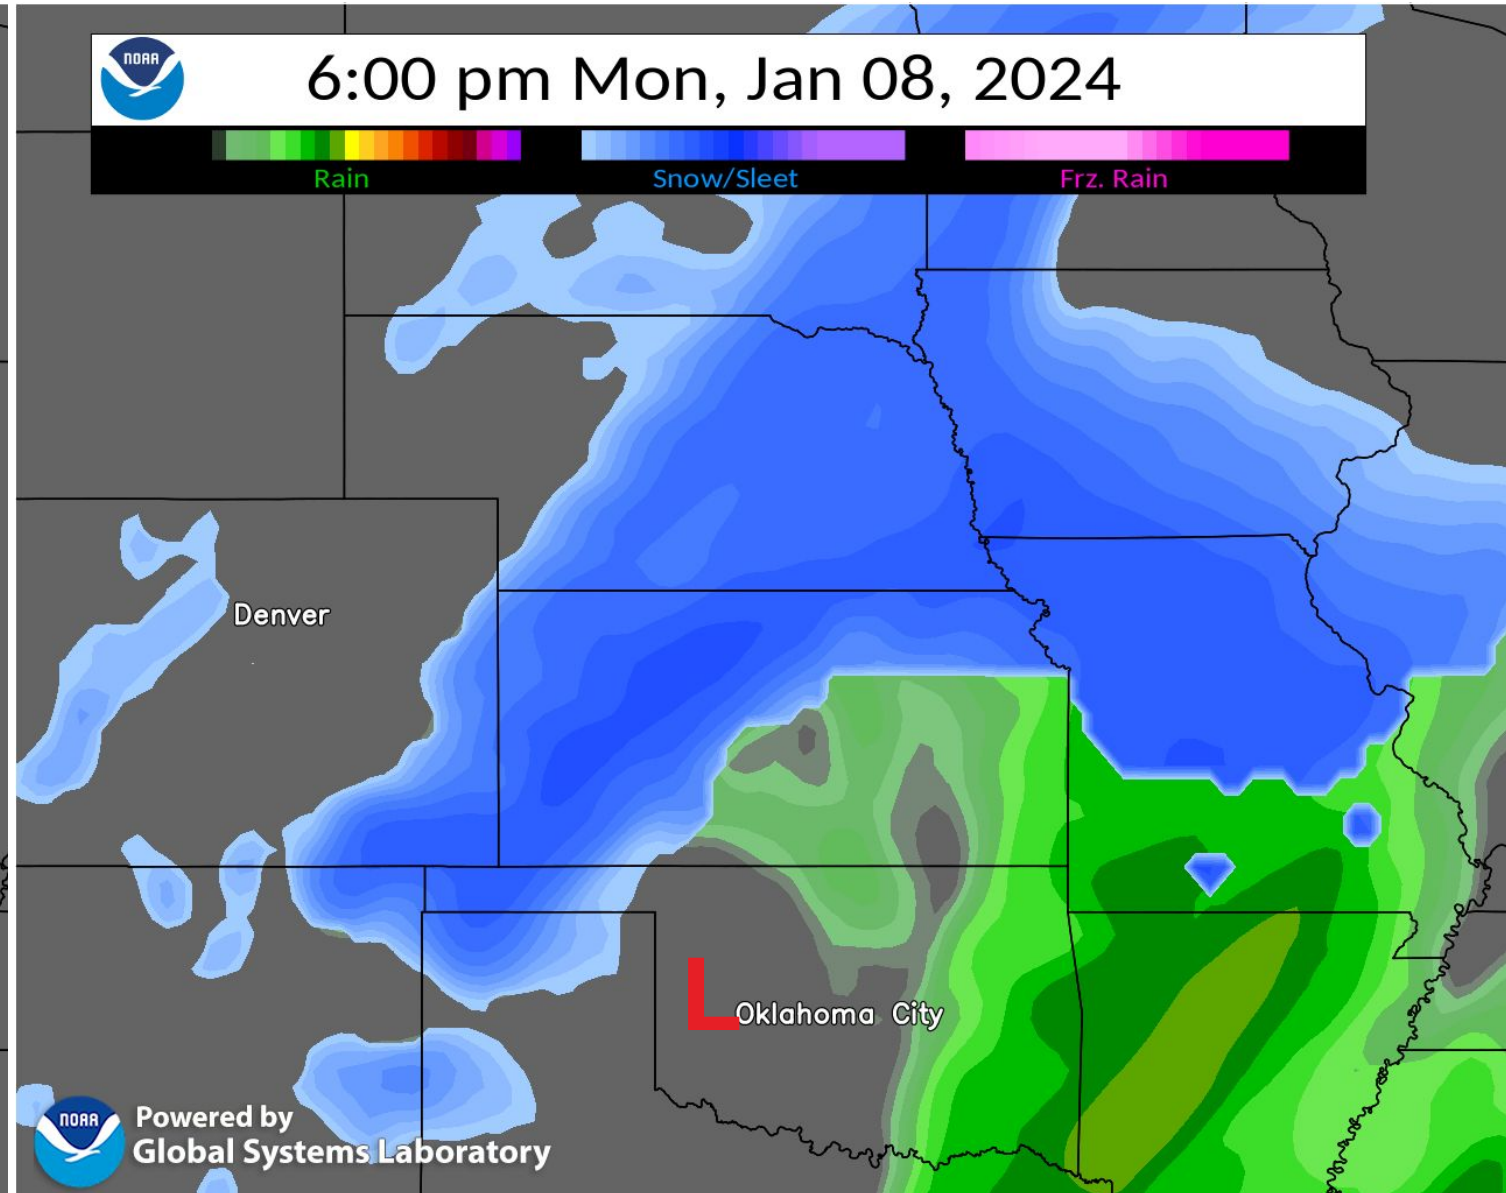 NOAA
6:00 pm Mon, Jan 08, 2024
Rain
Snow/Sleet
Frz. Rain
Denver
L
Oklahoma City
NOAA
Powered by
Global Systems Laboratory